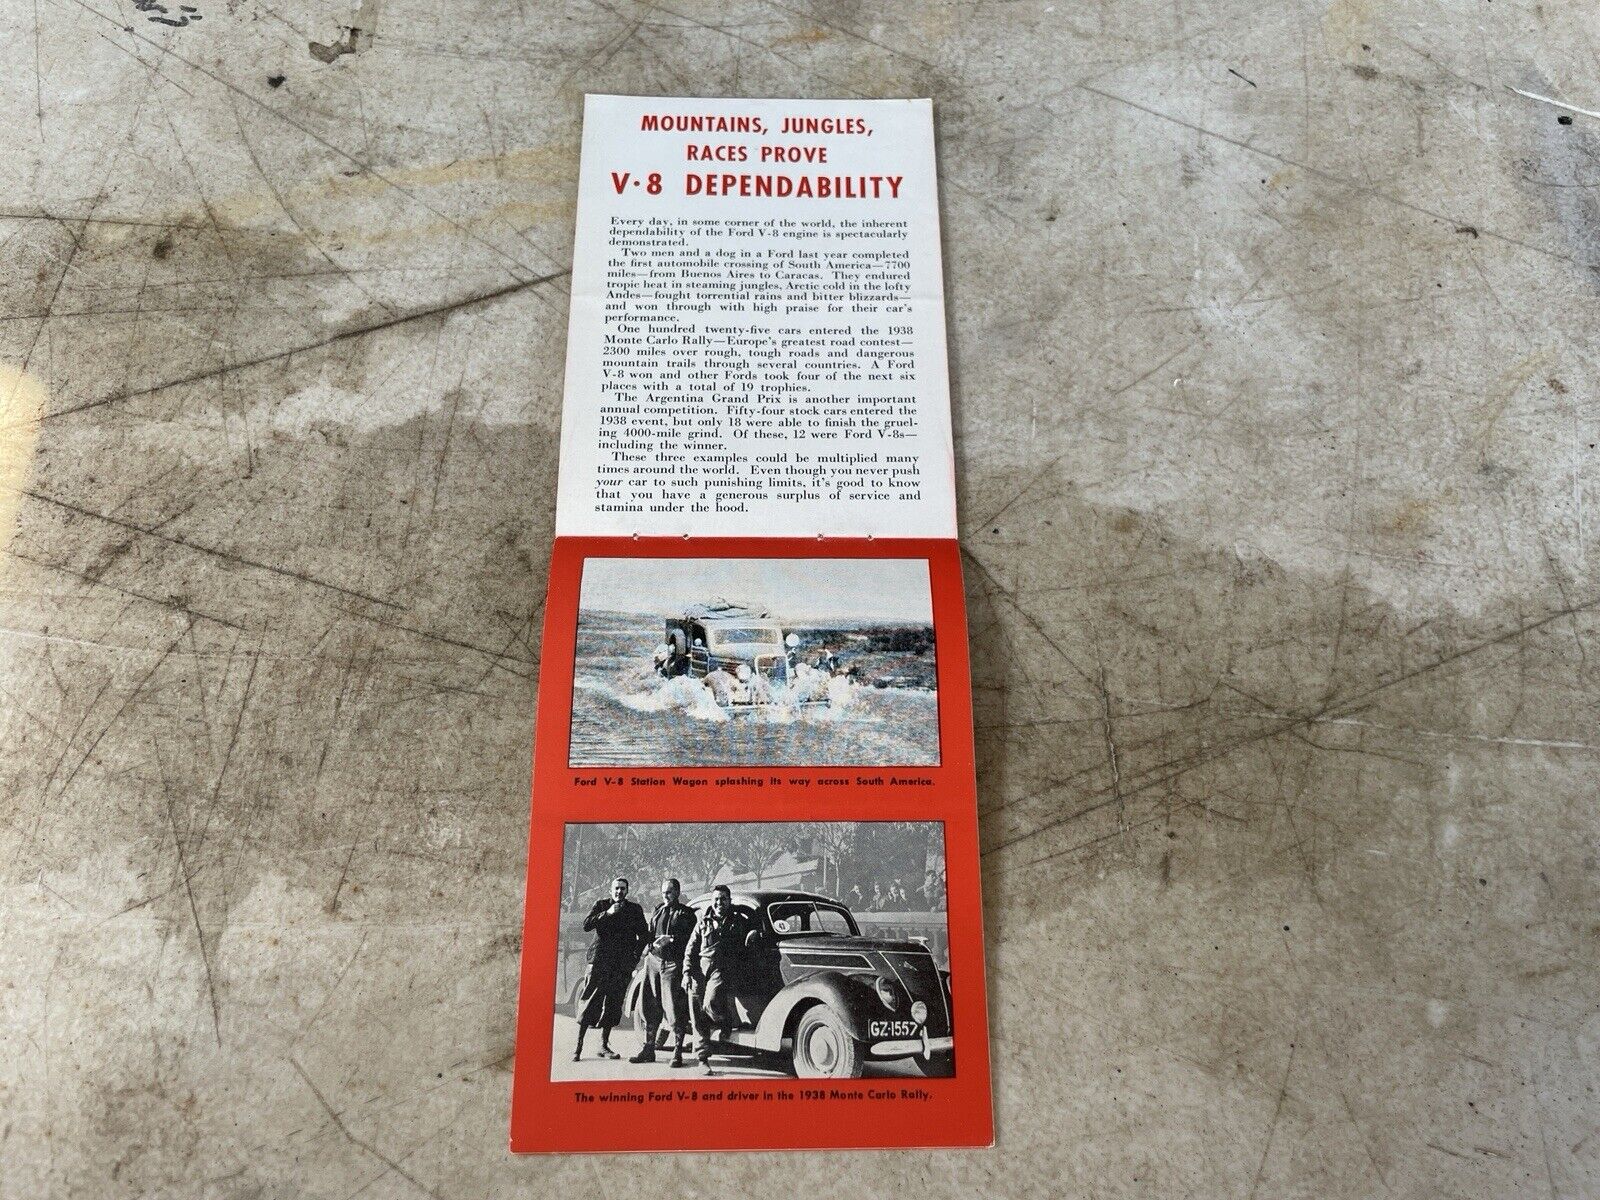 MOUNTAINS, JUNGLES,
RACES PROVE
V·8 DEPENDABILITY
Every day, in some corner of the world, the inherent
dependability of the Ford V-8 engine is spectacularly
demonstrated.
Two men and a dog in a Ford last year completed
the first automobile crossing of South America—7700
miles—from Buenos Aires to Caracas. They endured
tropic heat in steaming jungles, Arctic cold in the lofty
Andes—fought torrential rains and bitter blizzards—
and won through with high praise for their car's
performance.
One hundred twenty-five cars entered the 1938
Monte Carlo Rally—Europe's greatest road contest—
2300 miles over rough, tough roads and dangerous
mountain trails through several countries. A Ford
V-8 won and other Fords took four of the next six
places with a total of 19 trophies.
The Argentina Grand Prix is another important
annual competition. Fifty-four stock cars entered the
1938 event, but only 18 were able to finish the gruel-
ing 4000-mile grind. Of these, 12 were Ford V-8s—
including the winner.
These three examples could be multiplied many
times around the world. Even though you never push
your car to such punishing limits, it's good to know
that you have a generous surplus of service and
stamina under the hood.
Ford V-8 Station Wagon splashing its way across South America.
GZ-1557
The winning Ford V-8 and driver in the 1938 Monte Carlo Rally.